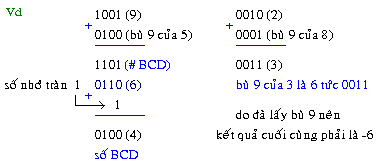 Vd
1001 (9)
+
0100 (bù 9 của 5)
1101 (# BCD)
số nhớ tràn 1
+
0110 (6)
1
0100 (4)
số BCD
0010 (2)
+
0001 (bù 9 của 8)
0011 (3)
bù 9 của 3 là 6 tức 0011
do đã lấy bù 9 nên
kết quả cuối cùng phải là -6